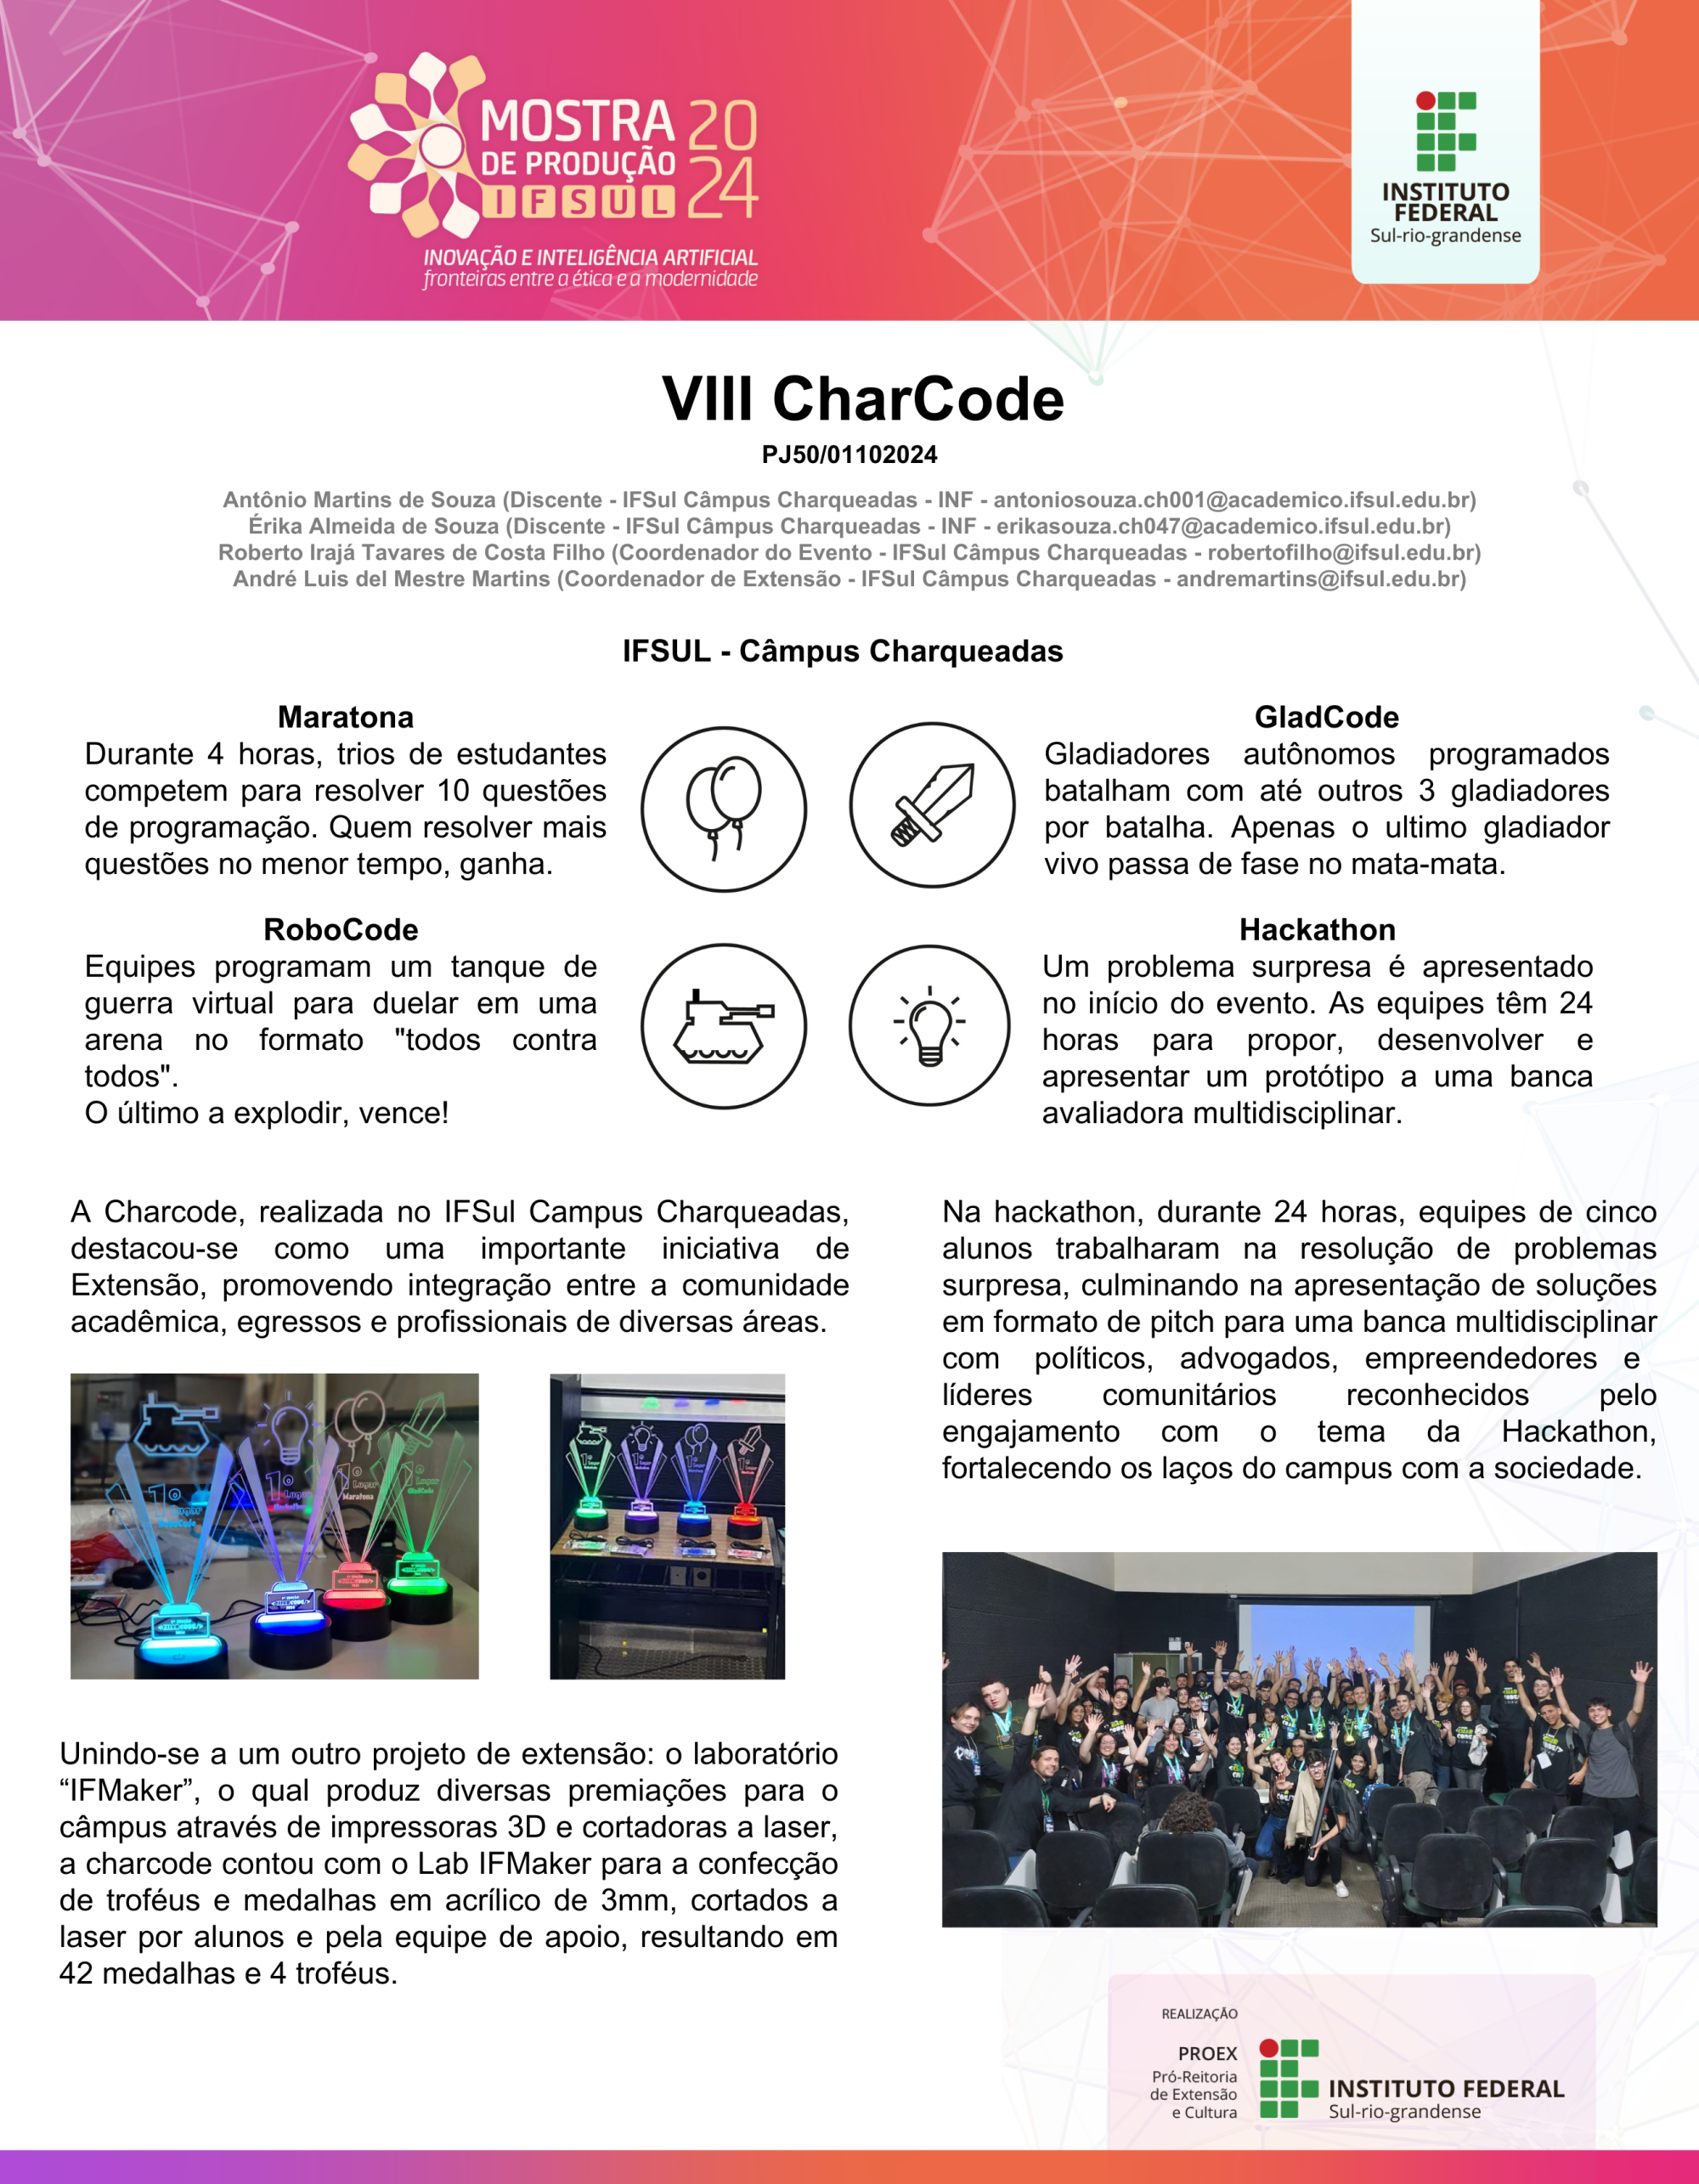 MOSTRA 20
DE PRODUÇÃO 24
IFSUL
INOVAÇÃO E INTELIGÊNCIA ARTIFICIAL
fronteiras entre a ética e a modernidade
INSTITUTO
FEDERAL
Sul-rio-grandense
VIII CharCode
PJ50/01102024
Antônio Martins de Souza (Discente - IFSul Câmpus Charqueadas - INF - antoniosouza.ch001@academico.ifsul.edu.br)
Érika Almeida de Souza (Discente - IFSul Câmpus Charqueadas - INF - erikasouza.ch047@academico.ifsul.edu.br)
Roberto Irajá Tavares de Costa Filho (Coordenador do Evento - IFSul Câmpus Charqueadas - robertofilho@ifsul.edu.br)
André Luis del Mestre Martins (Coordenador de Extensão - IFSul Câmpus Charqueadas - andremartins@ifsul.edu.br)
IFSUL - Câmpus Charqueadas
Maratona
Durante 4 horas, trios de estudantes
competem para resolver 10 questões
de programação. Quem resolver mais
questões no menor tempo, ganha.
GladCode
Gladiadores autônomos programados
batalham com até outros 3 gladiadores
por batalha. Apenas o ultimo gladiador
vivo passa de fase no mata-mata.
RoboCode
Equipes programam um tanque de
guerra virtual para duelar em uma
arena no formato "todos contra
todos".
O último a explodir, vence!
Hackathon
Um problema surpresa é apresentado
no início do evento. As equipes têm 24
horas para propor, desenvolver e
apresentar um protótipo a uma banca
avaliadora multidisciplinar.
A Charcode, realizada no IFSul Campus Charqueadas,
destacou-se como uma importante iniciativa de
Extensão, promovendo integração entre a comunidade
acadêmica, egressos e profissionais de diversas áreas.
1º
Lugar
RoboCode
1º
Lugar
1º
Lugar
Maratona
Unindo-se a um outro projeto de extensão: o laboratório
“IFMaker”, o qual produz diversas premiações para o
câmpus através de impressoras 3D e cortadoras a laser,
a charcode contou com o Lab IFMaker para a confecção
de troféus e medalhas em acrílico de 3mm, cortados a
laser por alunos e pela equipe de apoio, resultando em
42 medalhas e 4 troféus.
Na hackathon, durante 24 horas, equipes de cinco
alunos trabalharam na resolução de problemas
surpresa, culminando na apresentação de soluções
em formato de pitch para uma banca multidisciplinar
com políticos, advogados, empreendedores e
líderes comunitários reconhecidos pelo
engajamento com o tema da Hackathon,
fortalecendo os laços do campus com a sociedade.
REALIZAÇÃO
PROEX
Pró-Reitoria
de Extensão
e Cultura
INSTITUTO FEDERAL
Sul-rio-grandense